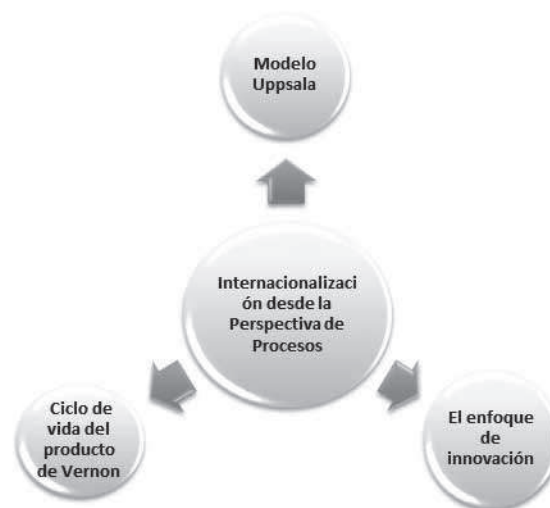 Modelo
Uppsala
Internacionalizaci
ón desde la
Perspectiva de
Procesos
Ciclo de
vida del
producto
de Vernon
El enfoque
de
innovación